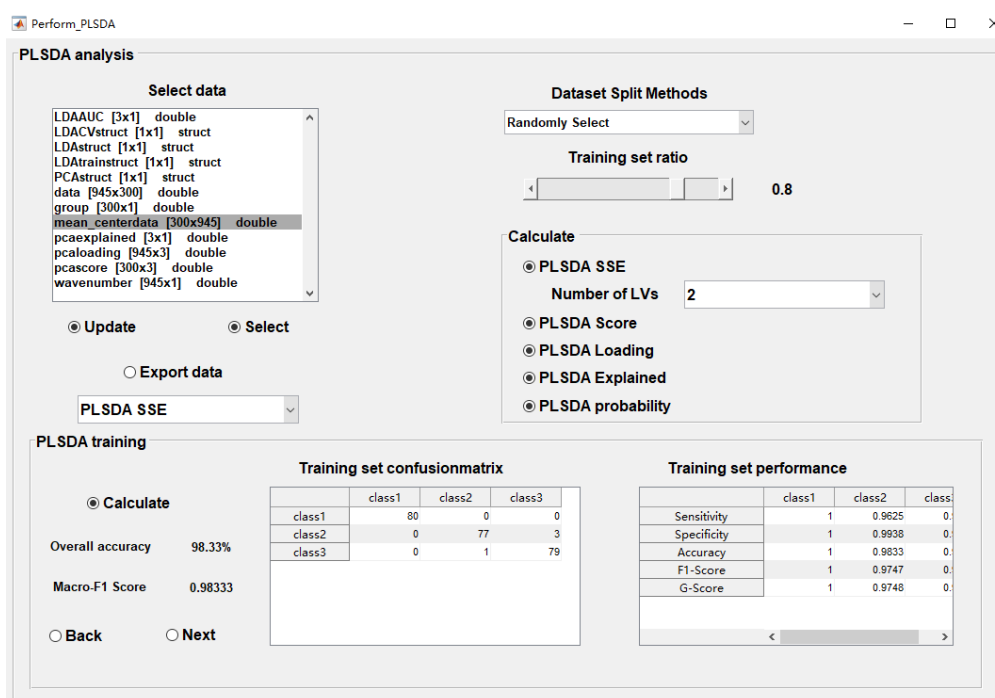 Perform_PLSDA
PLSDA analysis
Select data
LDAAUC [3x1] double
LDACVstruct [1x1] struct
LDAstruct [1x1] struct
LDAtrainstruct [1x1] struct
PCAstruct [1x1] struct
data [945x300] double
group [300x1] double
mean_centerdata [300x945] double
pcaexplained [3x1] double
pcaloading [945x3] double
pcascore [300x3] double
wavenumber [945x1] double
Update Select
Export data
PLSDA SSE
Dataset Split Methods
Randomly Select
Training set ratio
0.8
Calculate
PLSDA SSE
Number of LVs 2
PLSDA Score
PLSDA Loading
PLSDA Explained
PLSDA probability
PLSDA training
Calculate
Overall accuracy 98.33%
Macro-F1 Score 0.98333
Back Next
Training set confusionmatrix
class1 class2 class3
class1 80 0 0
class2 0 77 3
class3 0 1 79
Training set performance
class1 class2 class
Sensitivity 1 0.9625 0.
Specificity 1 0.9938 0.
Accuracy 1 0.9833 0.
F1-Score 1 0.9747 0.
G-Score 1 0.9748 0.